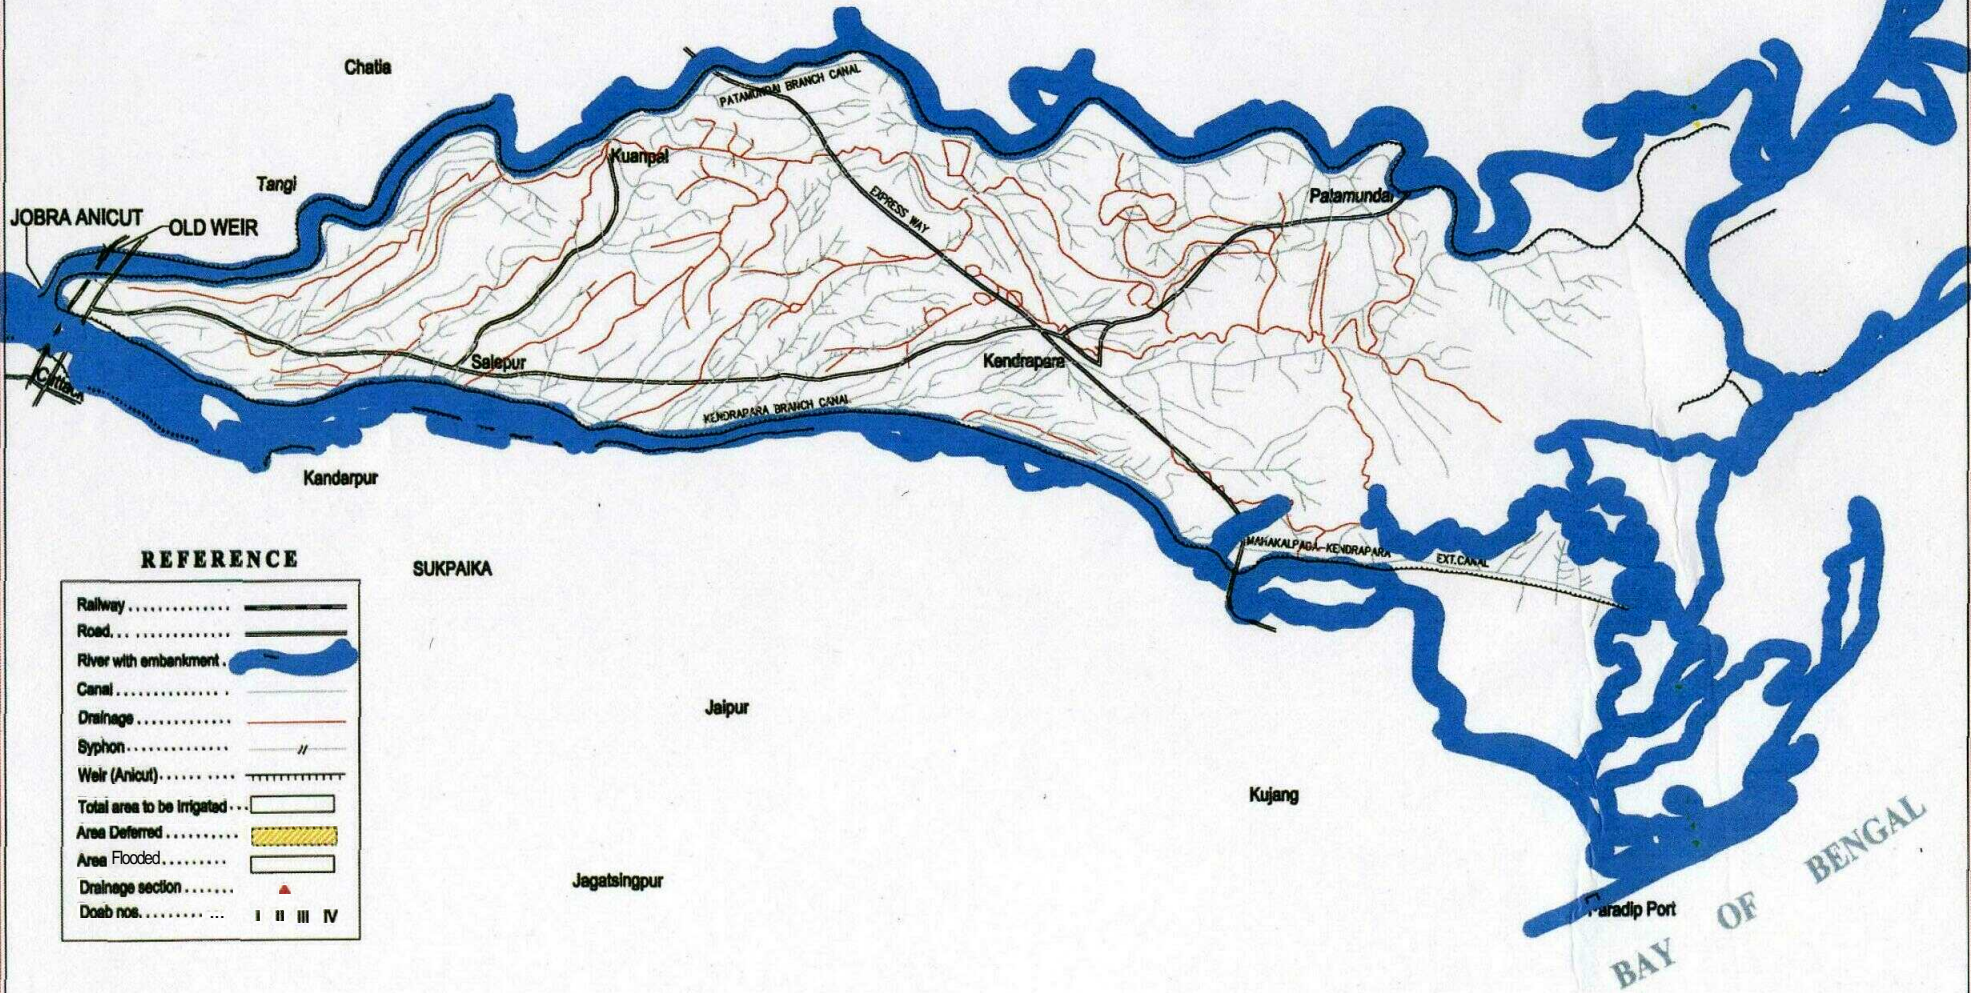 Chatia
PATAMUNDAI BRANCH CANAL
Kuanpal
Tangi
EXPRESS WAY
Patamundai
JOBRA ANICUT
OLD WEIR
Salepur
Kendrapara
KENDRAPARA BRANCH CANAL
Kandarpur
MAHAKALPADA-KENDRAPARA
EXT.CANAL
SUKPAIKA
REFERENCE
Railway
Road
River with embankment
Canal
Drainage
Syphon
Weir (Anicut)
Total area to be Irrigated
Area Deferred
Area Flooded
Drainage section
Doab nos. I II III IV
Jaipur
Kujang
Jagatsingpur
Paradip Port
BAY OF BENGAL